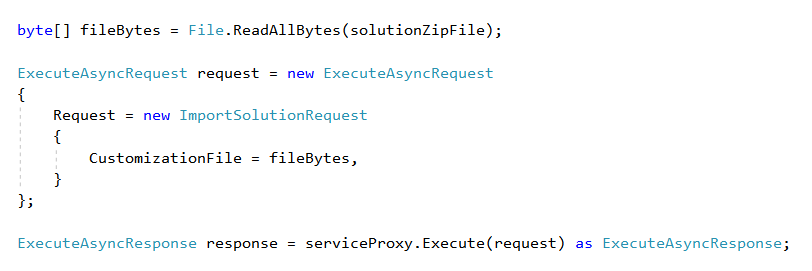 byte[] fileBytes = File.ReadAllBytes(solutionZipFile);
ExecuteAsyncRequest request = new ExecuteAsyncRequest
{
Request = new ImportSolutionRequest
{
CustomizationFile = fileBytes,
}
};
ExecuteAsyncResponse response = serviceProxy.Execute(request) as ExecuteAsyncResponse;